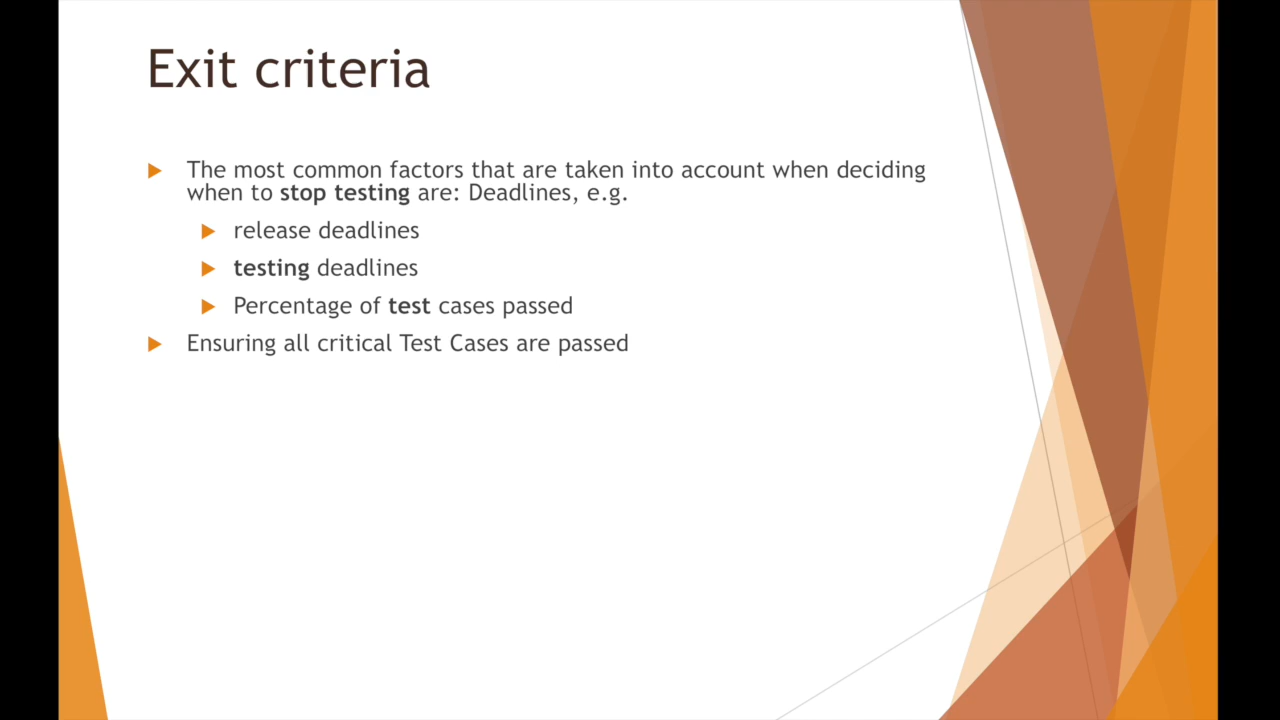 Exit criteria
The most common factors that are taken into account when deciding
when to stop testing are: Deadlines, e.g.
release deadlines
testing deadlines
Percentage of test cases passed
Ensuring all critical Test Cases are passed